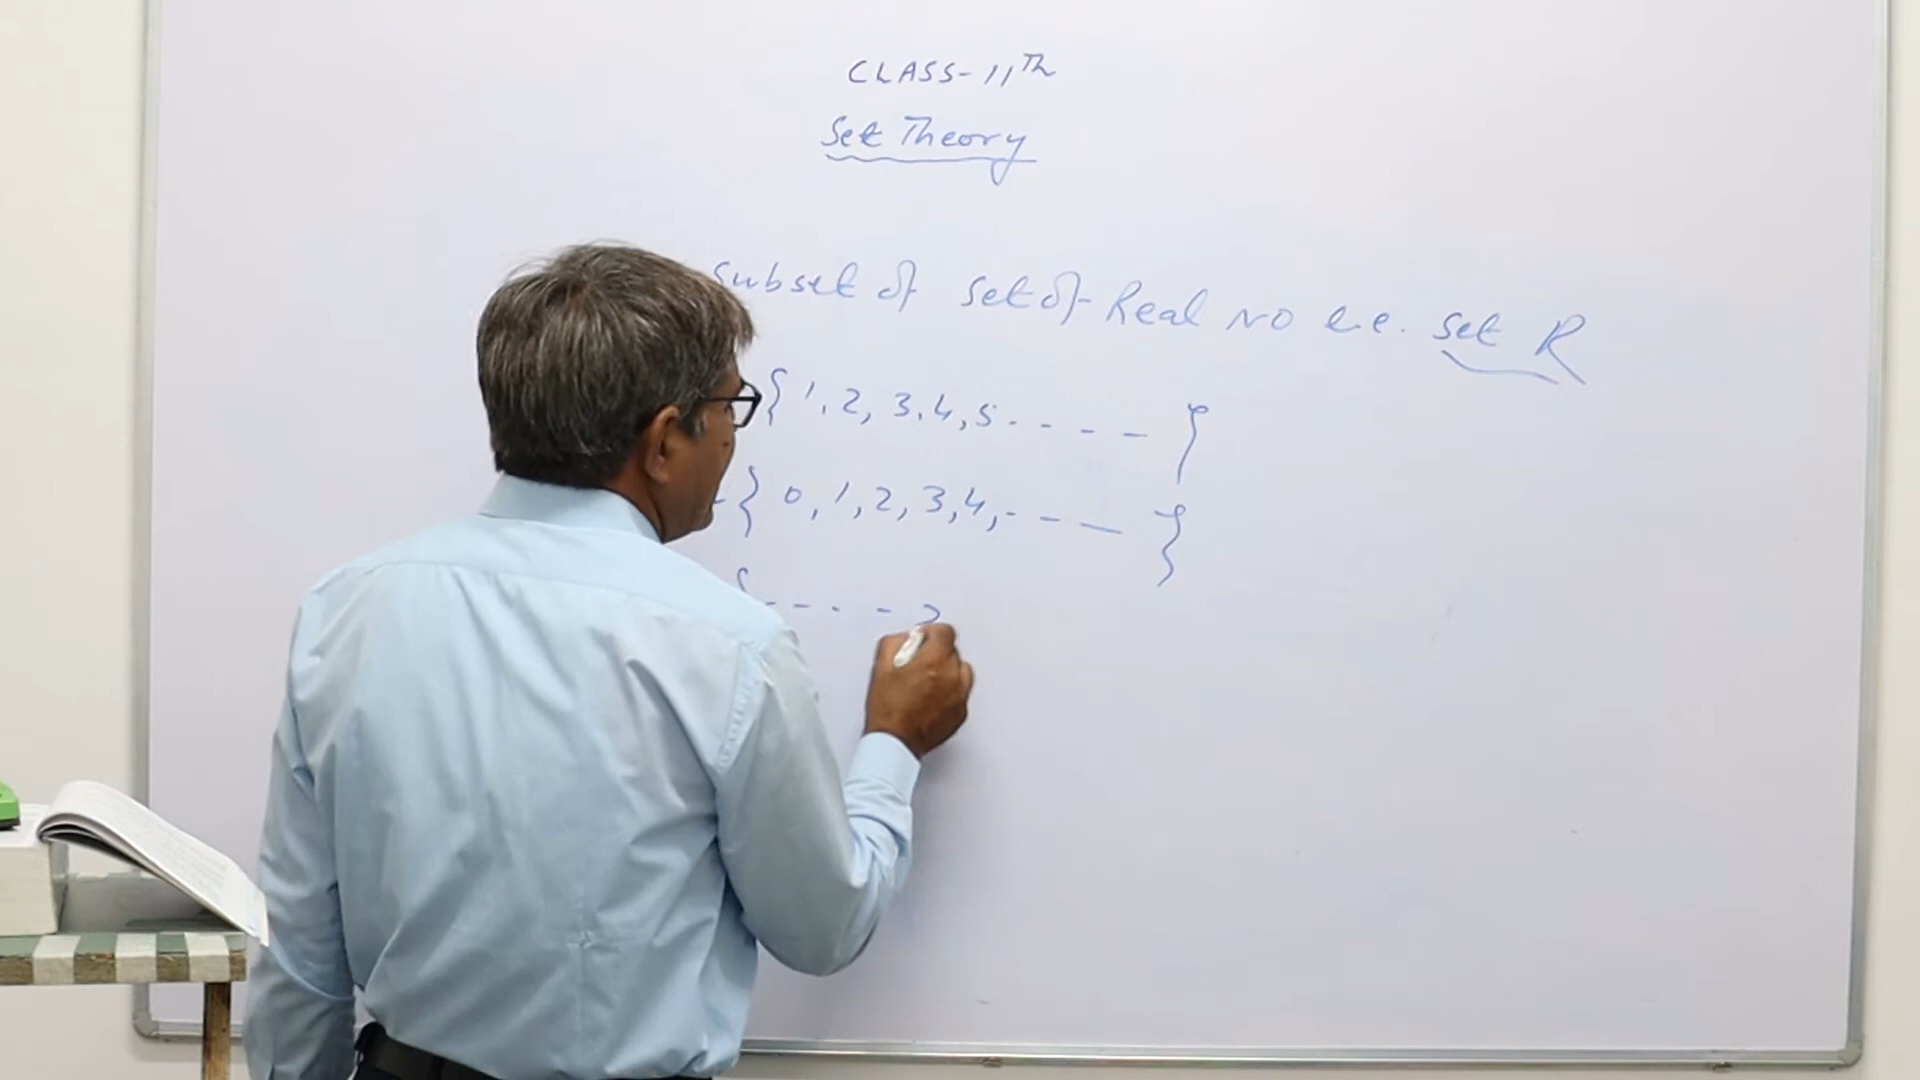 CLASS-11Th
Set Theory
Subset of set of Real NO i.e. set R
{1, 2, 3, 4, 5 . - - - - }
{ 0, 1, 2, 3, 4, - - - }
{ - - - -